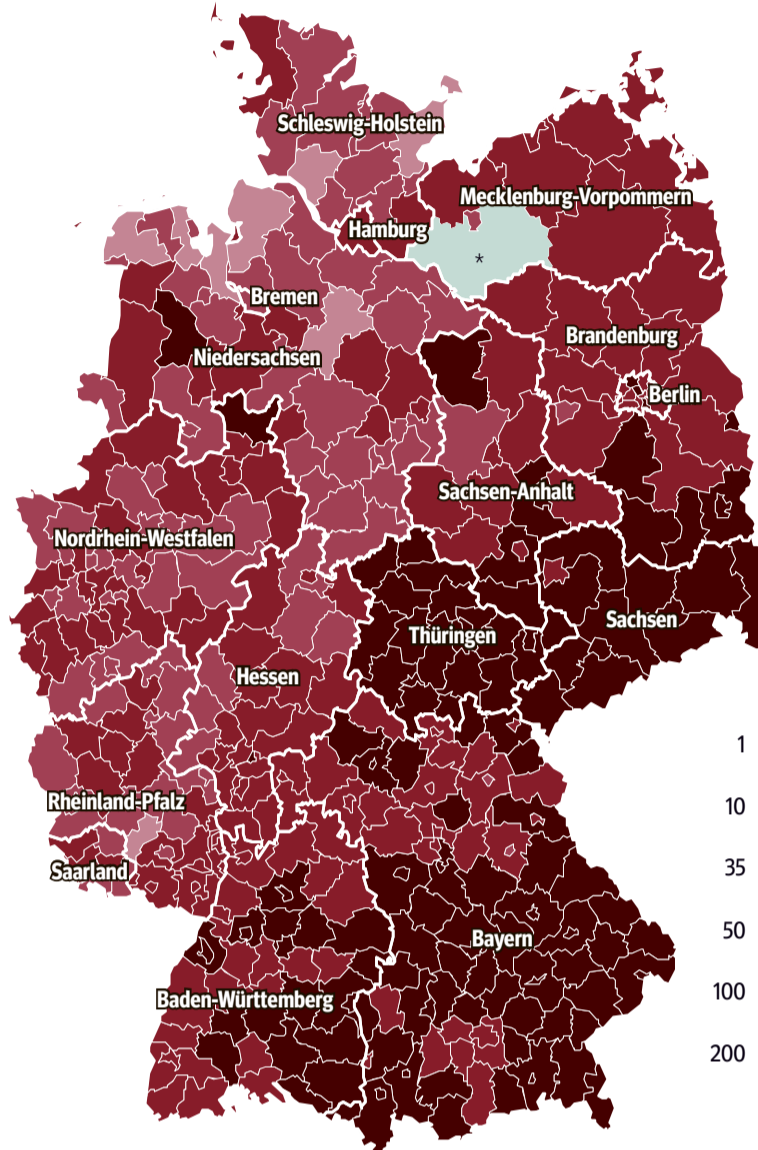 Schleswig-Holstein
Mecklenburg-Vorpommern
Hamburg
*
Bremen
Brandenburg
Niedersachsen
Berlin
Sachsen-Anhalt
Nordrhein-Westfalen
Sachsen
Thüringen
Hessen
1
Rheinland-Pfalz
10
35
Saarland
50
Bayern
100
Baden-Württemberg
200